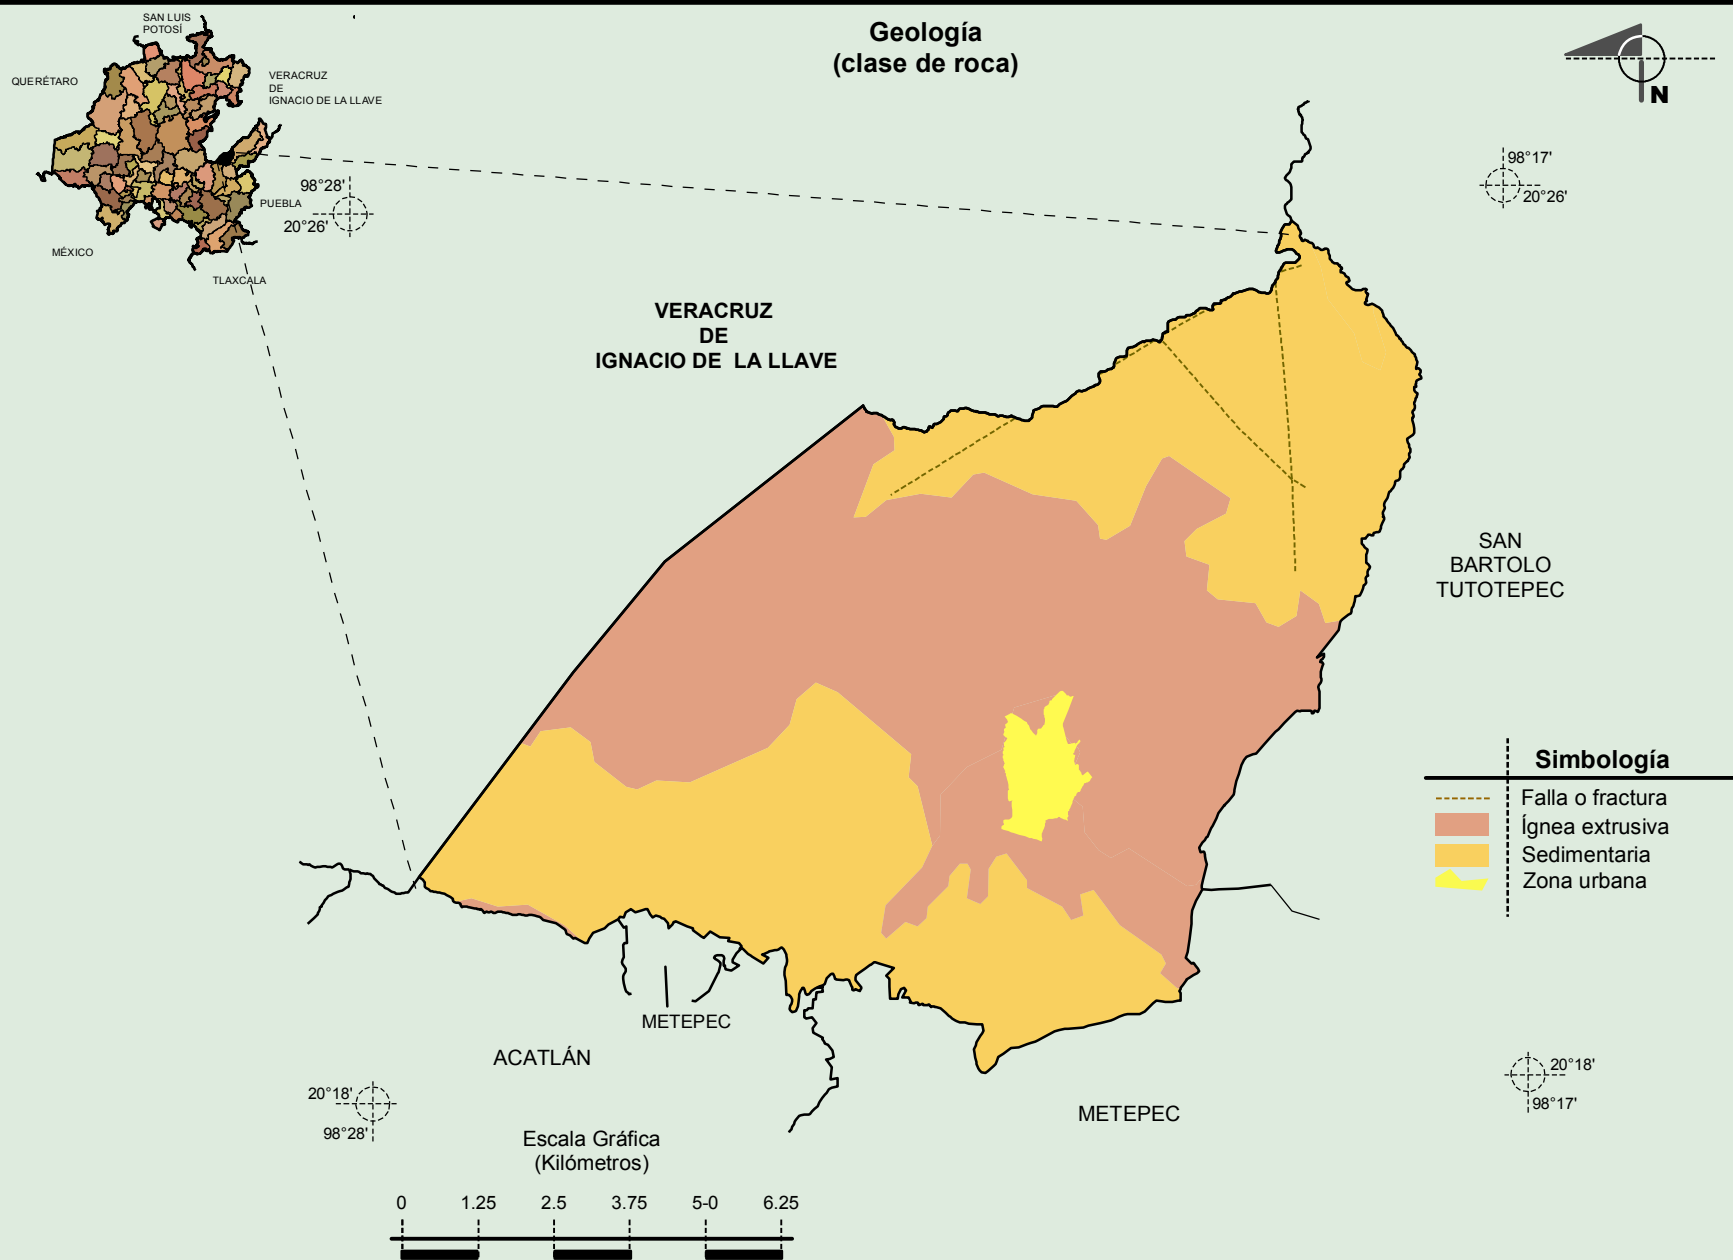 Geología
(clase de roca)
SAN LUIS
POTOSÍ
QUERÉTARO
VERACRUZ
DE
IGNACIO DE LA LLAVE
PUEBLA
MÉXICO
TLAXCALA
N
98°28'
20°26'
98°17'
20°26'
VERACRUZ
DE
IGNACIO DE LA LLAVE
SAN
BARTOLO
TUTOTEPEC
Simbología
Falla o fractura
Ígnea extrusiva
Sedimentaria
Zona urbana
METEPEC
ACATLÁN
METEPEC
20°18'
98°28'
20°18'
98°17'
Escala Gráfica
(Kilómetros)
0 1.25 2.5 3.75 5-0 6.25